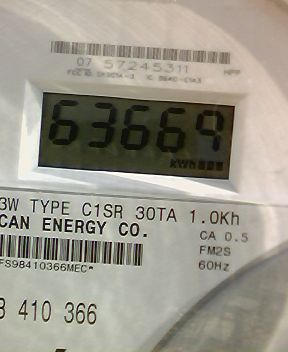 07 57245311
63669
kWh
3W TYPE C1SR 30TA 1.0Kh
CAN ENERGY CO.
CA 0.5
FM2S
FS98410366MEC*
60Hz
410 366